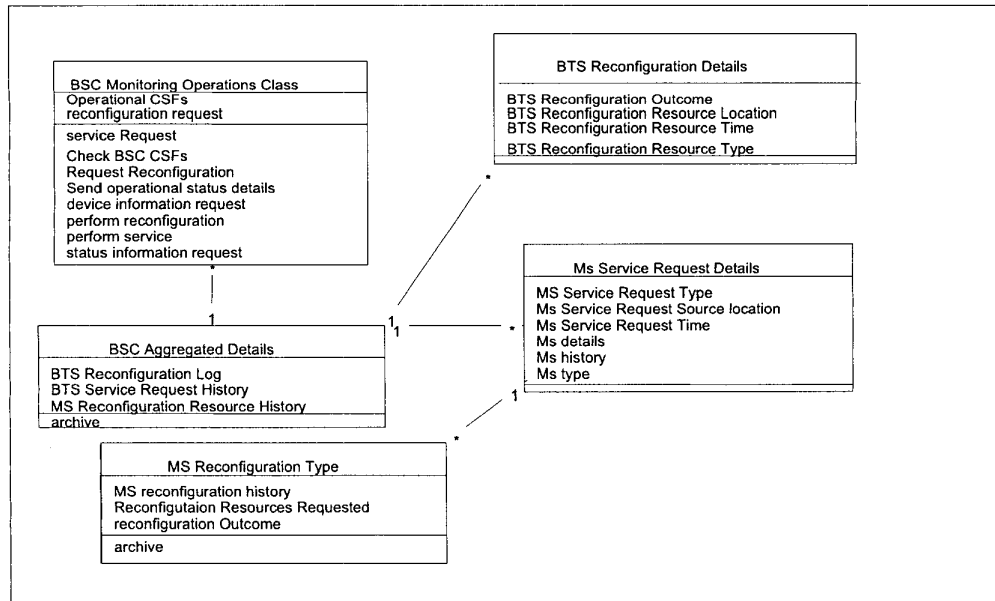 BSC Monitoring Operations Class
Operational CSFs
reconfiguration request
service Request
Check BSC CSFs
Request Reconfiguration
Send operational status details
device information request
perform reconfiguration
perform service
status information request
*
1
BTS Reconfiguration Details
BTS Reconfiguration Outcome
BTS Reconfiguration Resource Location
BTS Reconfiguration Resource Time
BTS Reconfiguration Resource Type
*
1
1
*
Ms Service Request Details
MS Service Request Type
Ms Service Request Source location
Ms Service Request Time
Ms details
Ms history
Ms type
1
*
BSC Aggregated Details
BTS Reconfiguration Log
BTS Service Request History
MS Reconfiguration Resource History
archive
MS Reconfiguration Type
MS reconfiguration history
Reconfigutaion Resources Requested
reconfiguration Outcome
archive